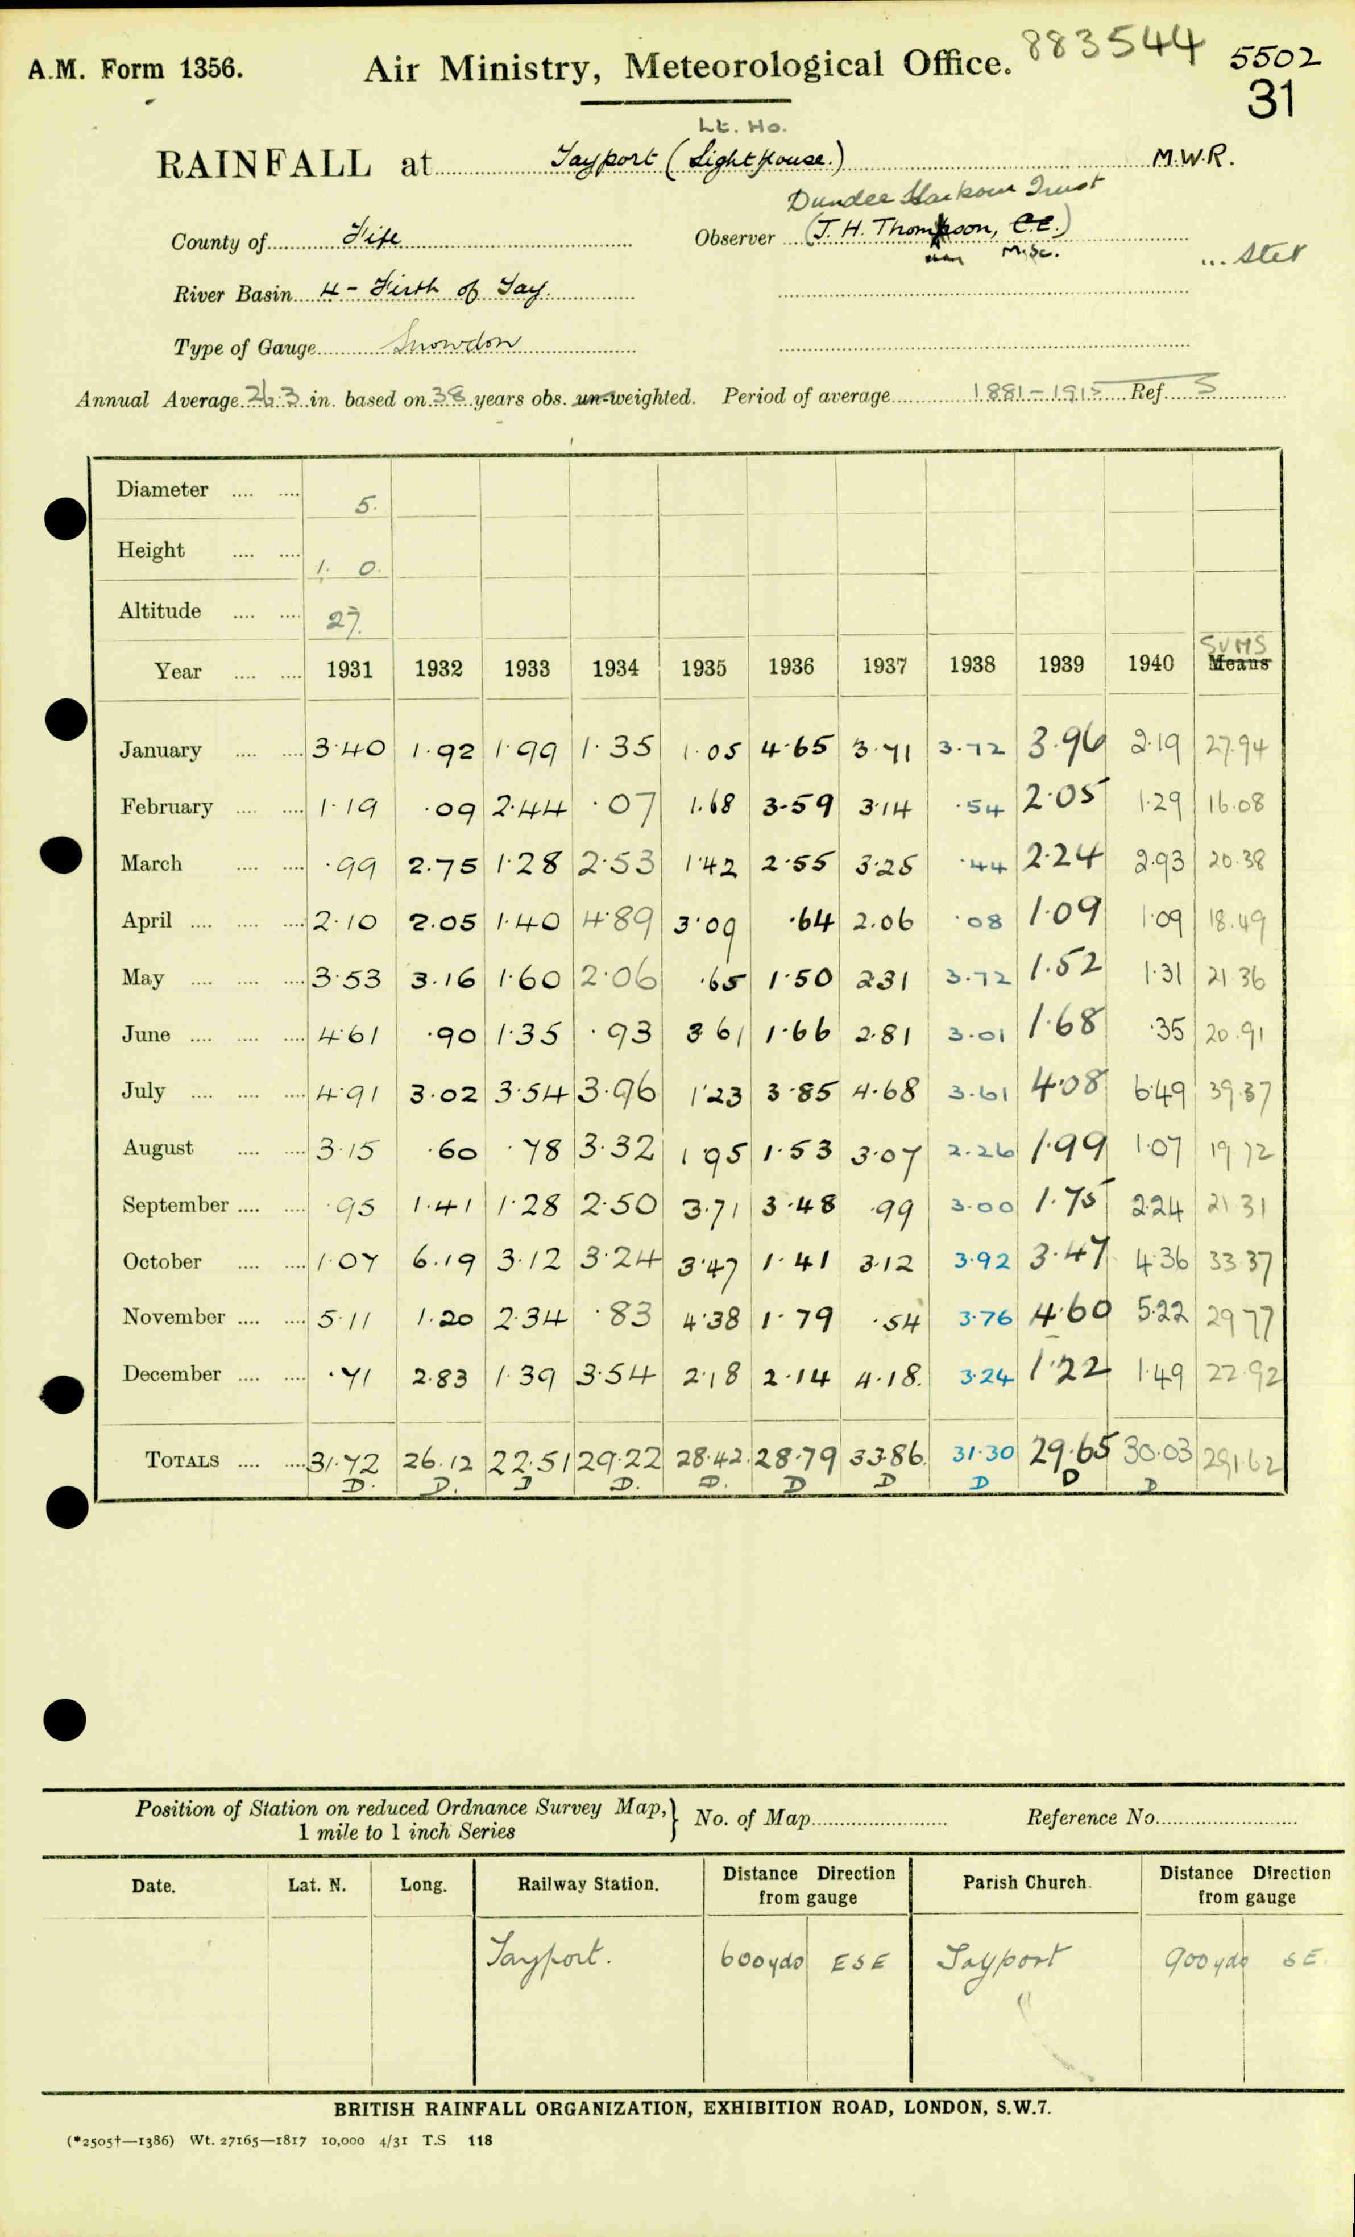 A.M. Form 1356. Air Ministry, Meteorological Office. 883544 5502
31
Lt. Ho.
RAINFALL at Tayport (Lighthouse.) M.W.R.
Dundee Harbour Trust
County of Fife Observer (J. H. Thompson, C.E.)
M.Sc. ... stet
River Basin 4 - Firth of Tay
Type of Gauge Snowdon
Annual Average 26.3 in. based on 38 years obs. un-weighted. Period of average 1881-1915 Ref. S
Diameter .... .... 5.
Height .... .... 1. 0.
Altitude .... .... 27.
SUMS
Year .... .... 1931 1932 1933 1934 1935 1936 1937 1938 1939 1940 Means
January .... .... 3.40 1.92 1.99 1.35 1.05 4.65 3.71 3.72 3.96 2.19 27.94
February .... .... 1.19 .09 2.44 .07 1.68 3.59 3.14 .54 2.05 1.29 16.08
March .... .... .99 2.75 1.28 2.53 1.42 2.55 3.25 .44 2.24 2.93 20.38
April .... .... .... 2.10 2.05 1.40 4.89 3.09 .64 2.06 .08 1.09 1.09 18.49
May .... .... .... 3.53 3.16 1.60 2.06 .65 1.50 2.31 3.72 1.52 1.31 21.36
June .... .... .... 4.61 .90 1.35 .93 3.61 1.66 2.81 3.01 1.68 .35 20.91
July .... .... .... 4.91 3.02 3.54 3.96 1.23 3.85 4.68 3.61 4.08 6.49 39.37
August .... .... 3.15 .60 .78 3.32 1.95 1.53 3.07 2.26 1.99 1.07 19.72
September .... .... .95 1.41 1.28 2.50 3.71 3.48 .99 3.00 1.75 2.24 21.31
October .... .... 1.07 6.19 3.12 3.24 3.47 1.41 3.12 3.92 3.47 4.36 33.37
November .... .... 5.11 1.20 2.34 .83 4.38 1.79 .54 3.76 4.60 5.22 29.77
December .... .... .71 2.83 1.39 3.54 2.18 2.14 4.18. 3.24 1.22 1.49 22.92
TOTALS .... .... 31.72 26.12 22.51 29.22 28.42. 28.79 33.86. 31.30 29.65 30.03 291.62
D. D. D D. D. D D D D D
Position of Station on reduced Ordnance Survey Map, No. of Map Reference No.
1 mile to 1 inch Series
Date. Lat. N. Long. Railway Station. Distance Direction from gauge Parish Church. Distance Direction from gauge
Tayport. 600 yds ESE Tayport 900 yds SE.
BRITISH RAINFALL ORGANIZATION, EXHIBITION ROAD, LONDON, S.W.7.
(*2505†—1386) Wt. 27165—1817 10,000 4/31 T.S 118